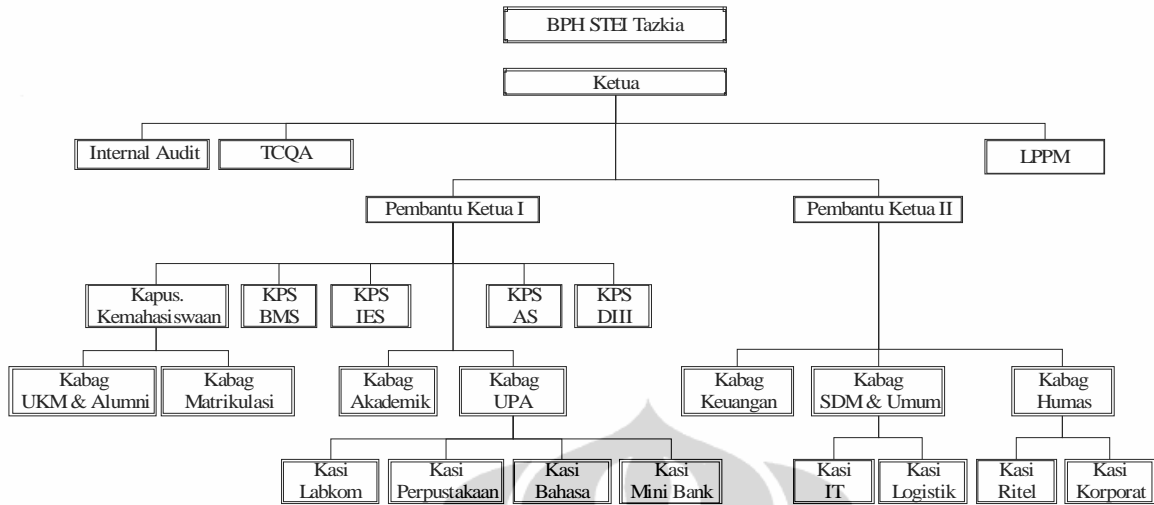 BPH STEI Tazkia
Ketua
Internal Audit
TCQA
LPPM
Pembantu Ketua I
Pembantu Ketua II
Kapus.
Kemahasiswaan
KPS
BMS
KPS
IES
KPS
AS
KPS
DIII
Kabag
UKM & Alumni
Kabag
Matrikulasi
Kabag
Akademik
Kabag
UPA
Kabag
Keuangan
Kabag
SDM & Umum
Kabag
Humas
Kasi
Labkom
Kasi
Perpustakaan
Kasi
Bahasa
Kasi
Mini Bank
Kasi
IT
Kasi
Logistik
Kasi
Ritel
Kasi
Korporat